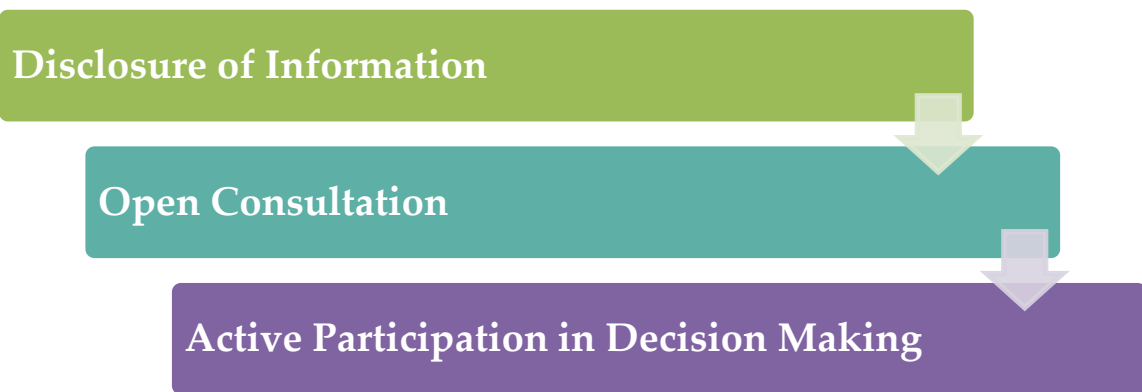 Disclosure of Information
Open Consultation
Active Participation in Decision Making